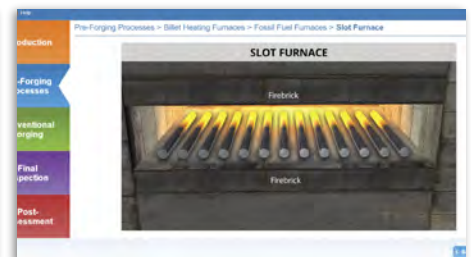 Help
Pre-Forging Processes > Billet Heating Furnaces > Fossil Fuel Furnaces > Slot Furnace
oduction
-Forging
ocesses
ventional
orging
Final
spection
Post-
essment
SLOT FURNACE
Firebrick
Firebrick